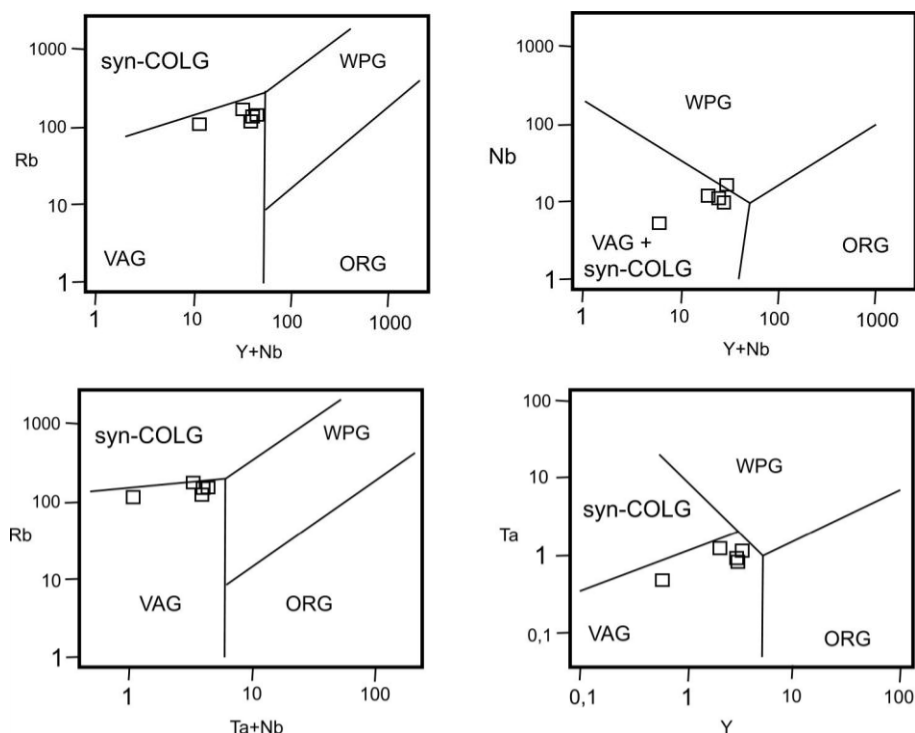 1000
syn-COLG
WPG
100
Rb
10
VAG
ORG
1
1
10
100
1000
Y+Nb
1000
WPG
Nb
100
10
VAG +
syn-COLG
ORG
1
1
10
100
1000
Y+Nb
1000
syn-COLG
WPG
100
Rb
10
VAG
ORG
1
1
10
100
Ta+Nb
100
WPG
10
syn-COLG
Ta
1
VAG
0,1
ORG
0,1
1
10
100
Y